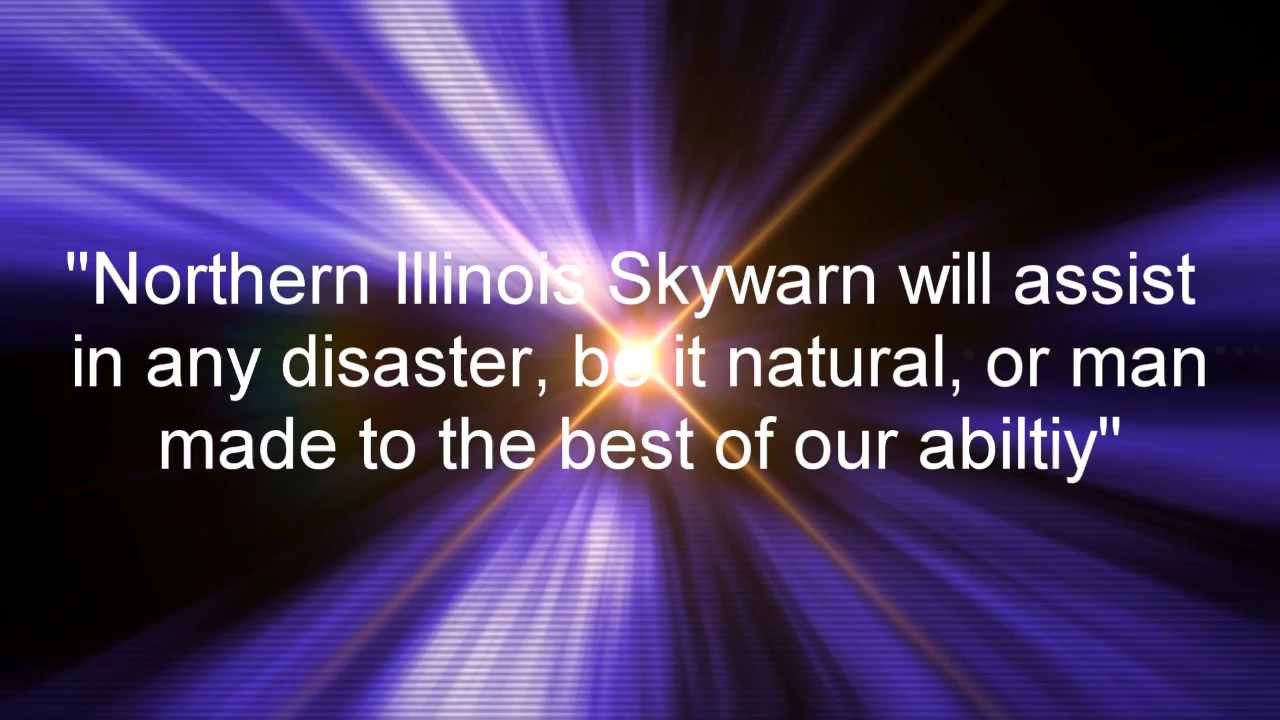 "Northern Illinois Skywarn will assist
in any disaster, be it natural, or man
made to the best of our abiltiy"